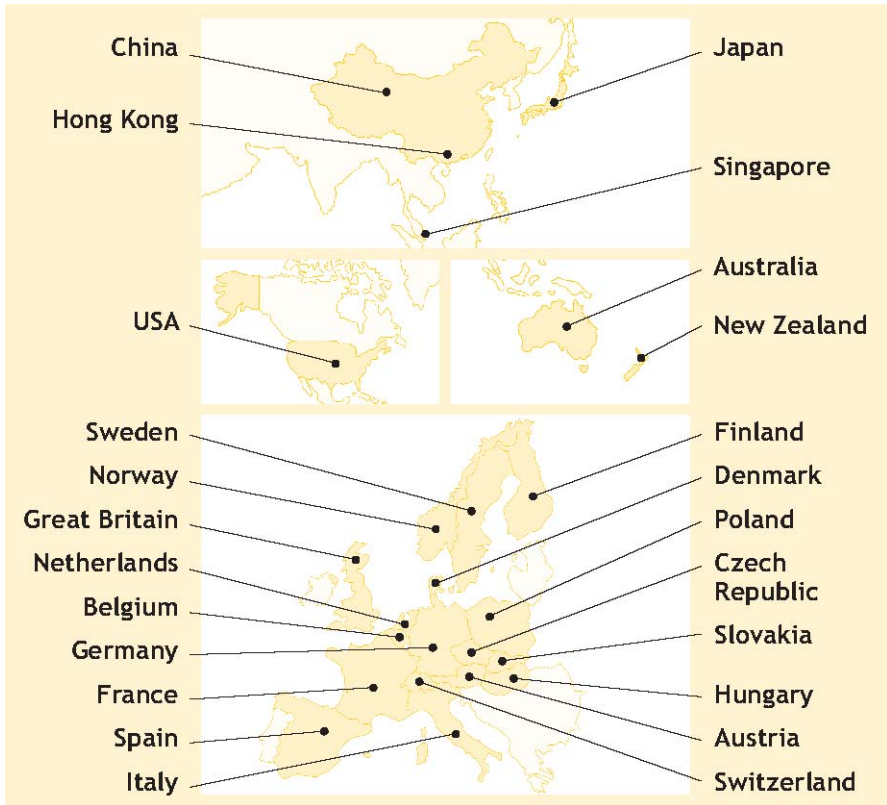 China
Hong Kong
Japan
Singapore
USA
Australia
New Zealand
Sweden
Norway
Great Britain
Netherlands
Belgium
Germany
France
Spain
Italy
Finland
Denmark
Poland
Czech
Republic
Slovakia
Hungary
Austria
Switzerland